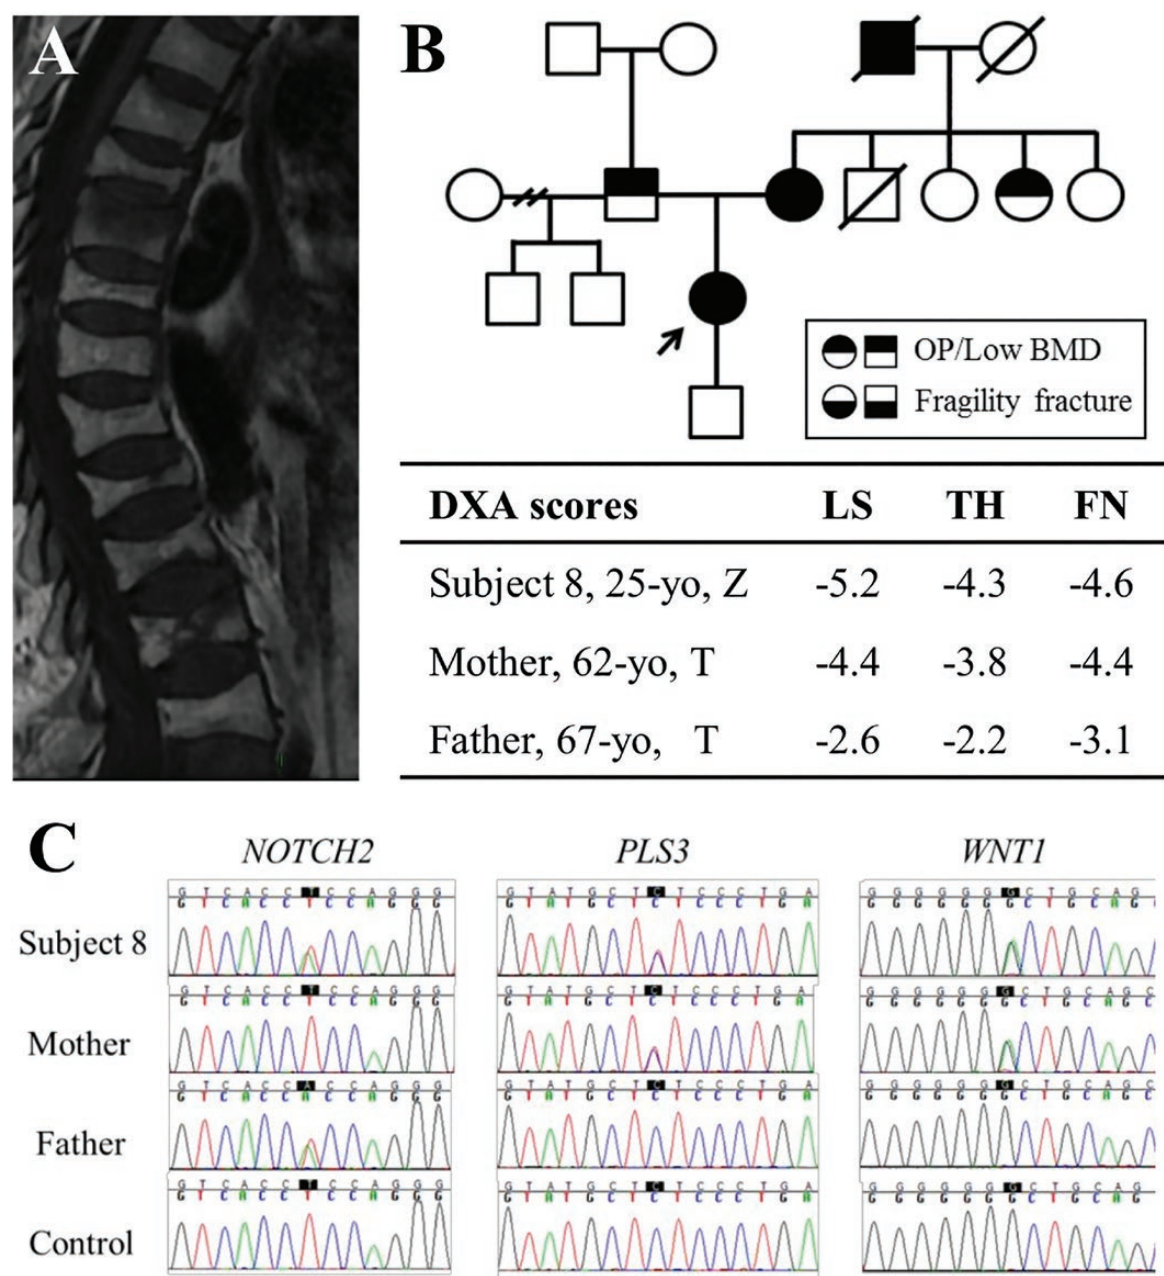 A
B
OP/Low BMD
Fragility fracture
DXA scores LS TH FN
Subject 8, 25-yo, Z -5.2 -4.3 -4.6
Mother, 62-yo, T -4.4 -3.8 -4.4
Father, 67-yo, T -2.6 -2.2 -3.1
C
NOTCH2 PLS3 WNT1
G T C A C C T C C A G G G G T A T G C T C T C C C T G A G G G G G G G C T G C A G
G T C A C C T C C A G G G G T A T G C T C T C C C T G A G G G G G G G C T G C A G
Subject 8
G T C A C C T C C A G G G G T A T G C T C T C C C T G A G G G G G G G C T G C A G C
G T C A C C T C C A G G G G T A T G C T C T C C C T G A G G G G G G G C T G C A G C
Mother
G T C A C C A C C A G G G G T A T G C T C T C C C T G A G G G G G G G C T G C A G C
G T C A C C A C C A G G G G T A T G C T C T C C C T G A G G G G G G G C T G C A G C
Father
G T C A C C T C C A G G G G T A T G C T C T C C C T G A G G G G G G G C T G C A G
G T C A C C T C C A G G G G T A T G C T C T C C C T G A G G G G G G G C T G C A G
Control